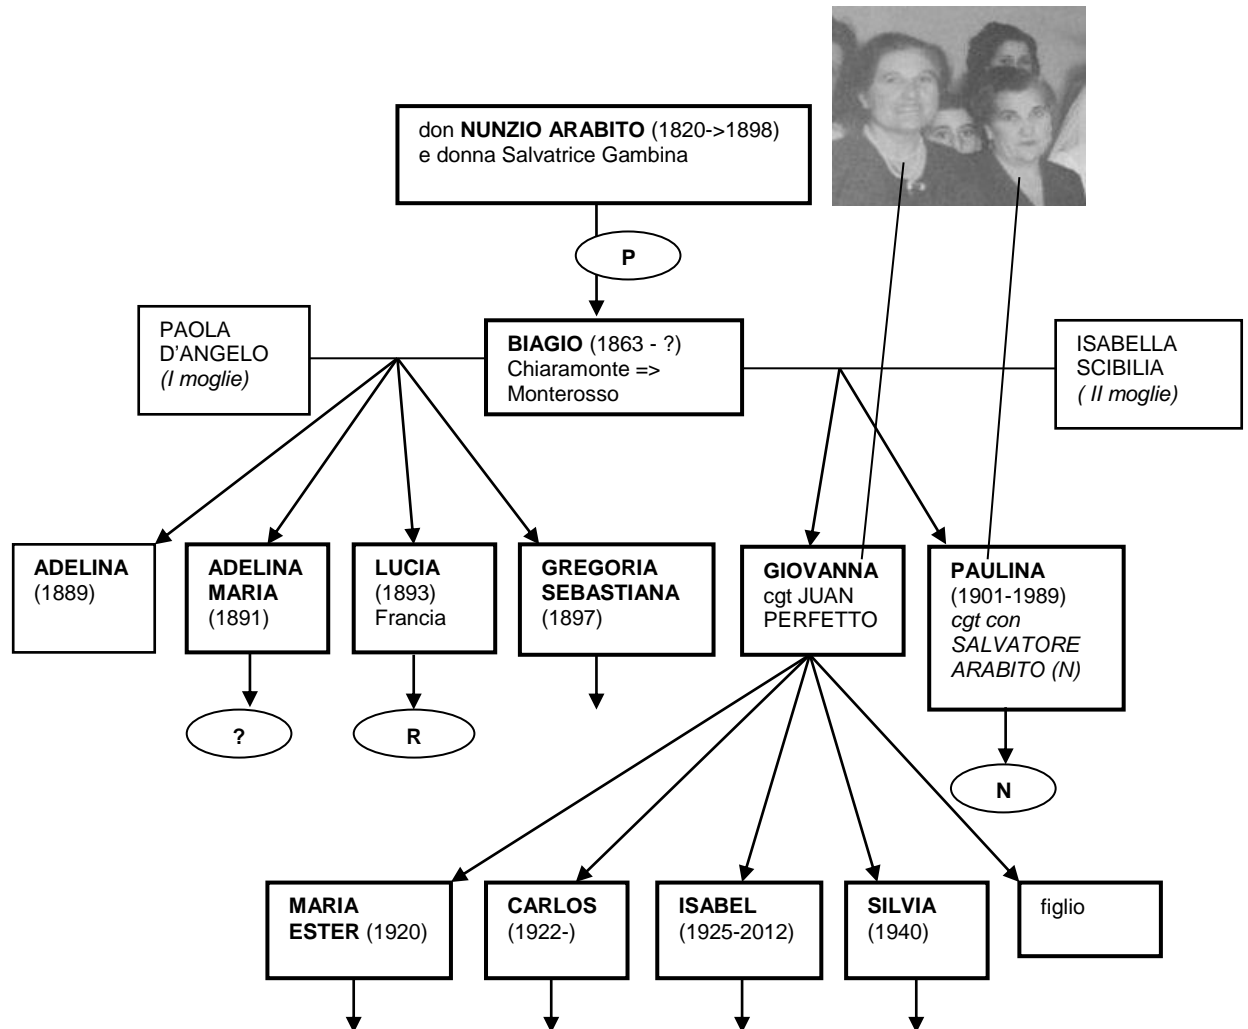 don NUNZIO ARABITO (1820->1898)
e donna Salvatrice Gambina
P
PAOLA
D’ANGELO
(I moglie)
BIAGIO (1863 - ?)
Chiaramonte =>
Monterosso
ISABELLA
SCIBILIA
( II moglie)
ADELINA
(1889)
ADELINA
MARIA
(1891)
LUCIA
(1893)
Francia
GREGORIA
SEBASTIANA
(1897)
GIOVANNA
cgt JUAN
PERFETTO
PAULINA
(1901-1989)
cgt con
SALVATORE
ARABITO (N)
?
R
N
MARIA
ESTER (1920)
CARLOS
(1922-)
ISABEL
(1925-2012)
SILVIA
(1940)
figlio